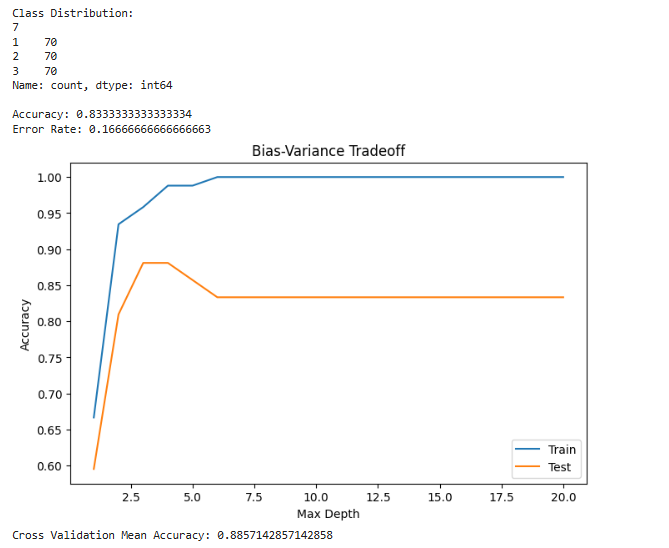 Class Distribution:
7
1    70
2    70
3    70
Name: count, dtype: int64
Accuracy: 0.8333333333333334
Error Rate: 0.16666666666666663
Bias-Variance Tradeoff
1.00
0.95
0.90
0.85
0.80
0.75
0.70
0.65
0.60
Accuracy
Train
Test
2.5 5.0 7.5 10.0 12.5 15.0 17.5 20.0
Max Depth
Cross Validation Mean Accuracy: 0.8857142857142858